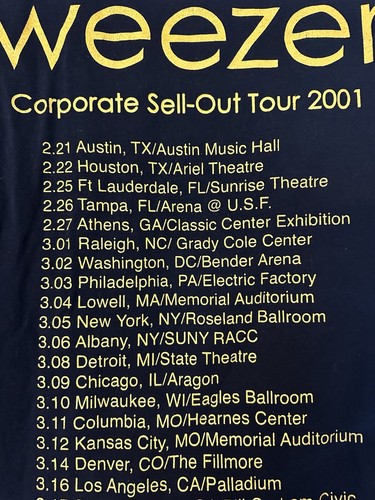 weezer
Corporate Sell-Out Tour 2001
2.21 Austin, TX/Austin Music Hall
2.22 Houston, TX/Ariel Theatre
2.25 Ft Lauderdale, FL/Sunrise Theatre
2.26 Tampa, FL/Arena @ U.S.F.
2.27 Athens, GA/Classic Center Exhibition
3.01 Raleigh, NC/ Grady Cole Center
3.02 Washington, DC/Bender Arena
3.03 Philadelphia, PA/Electric Factory
3.04 Lowell, MA/Memorial Auditorium
3.05 New York, NY/Roseland Ballroom
3.06 Albany, NY/SUNY RACC
3.08 Detroit, MI/State Theatre
3.09 Chicago, IL/Aragon
3.10 Milwaukee, WI/Eagles Ballroom
3.11 Columbia, MO/Hearnes Center
3.12 Kansas City, MO/Memorial Auditorium
3.14 Denver, CO/The Fillmore
3.16 Los Angeles, CA/Palladium
Civic